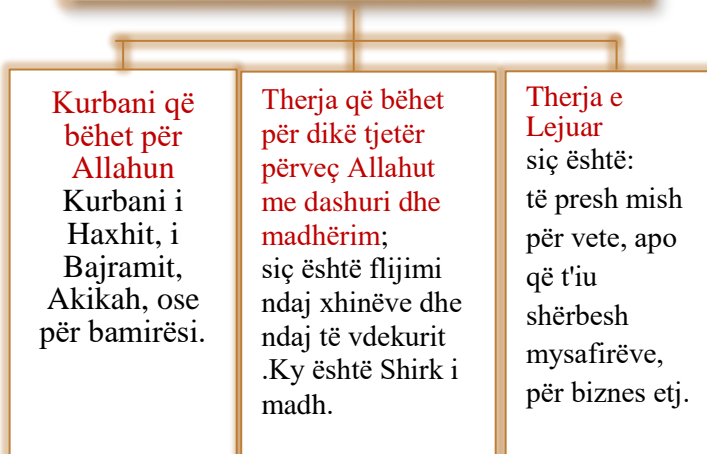 Kurbani që
bëhet për
Allahun
Kurbani i
Haxhit, i
Bajramit,
Akikah, ose
për bamirësi.
Therja që bëhet
për dikë tjetër
përveç Allahut
me dashuri dhe
madhërim;
siç është flijimi
ndaj xhinëve dhe
ndaj të vdekurit
.Ky është Shirk i
madh.
Therja e
Lejuar
siç është:
të presh mish
për vete, apo
që t'iu
shërbesh
mysafirëve,
për biznes etj.